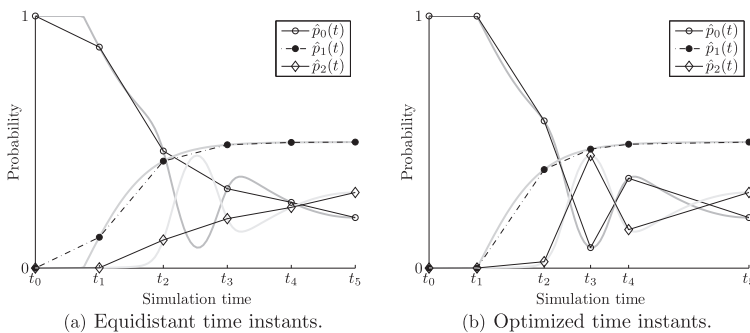 1
0
Probability
t₀ t₁ t₂ t₃ t₄ t₅
Simulation time
p̂₀(t)
p̂₁(t)
p̂₂(t)
(a) Equidistant time instants.
1
0
Probability
t₀ t₁ t₂ t₃ t₄
Simulation time
p̂₀(t)
p̂₁(t)
p̂₂(t)
(b) Optimized time instants.